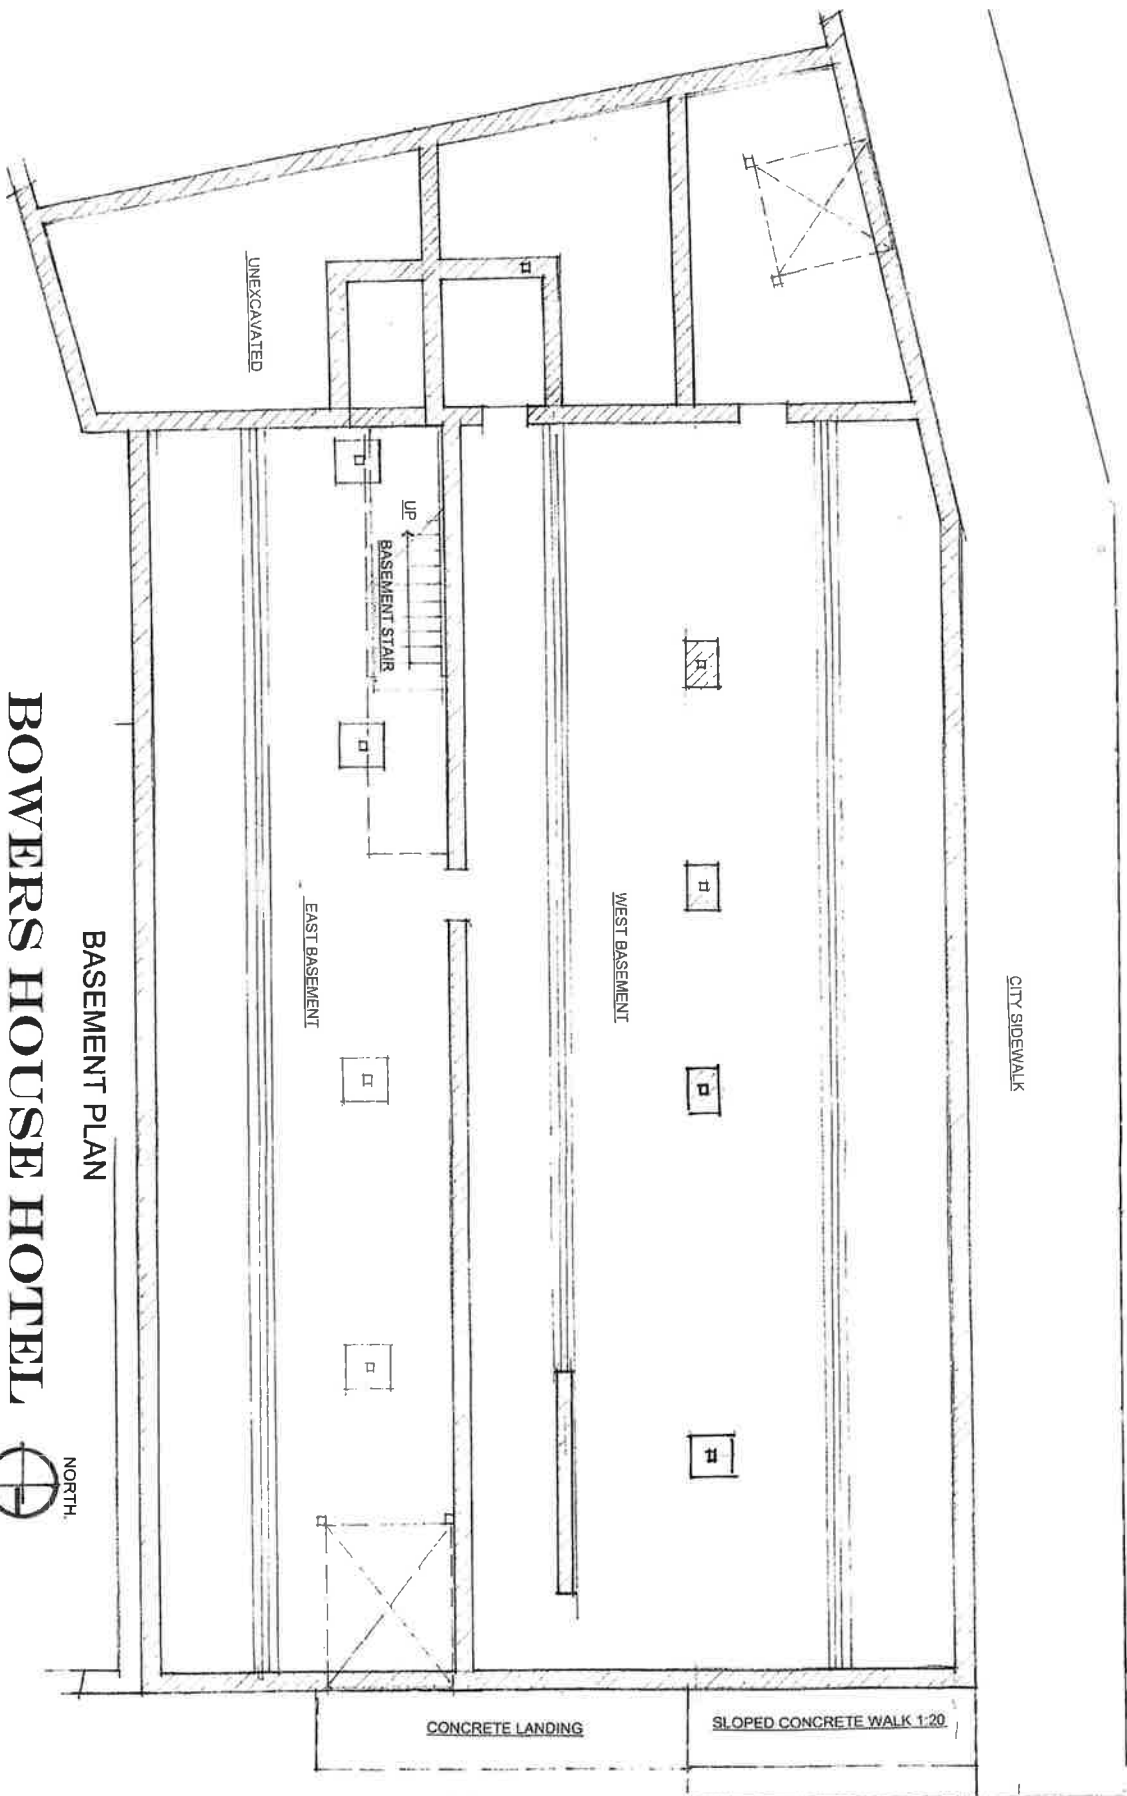 CITY SIDEWALK
UNEXCAVATED
UP
BASEMENT STAIR
WEST BASEMENT
EAST BASEMENT
SLOPED CONCRETE WALK 1:20
CONCRETE LANDING
BASEMENT PLAN
BOWERS HOUSE HOTEL
NORTH.